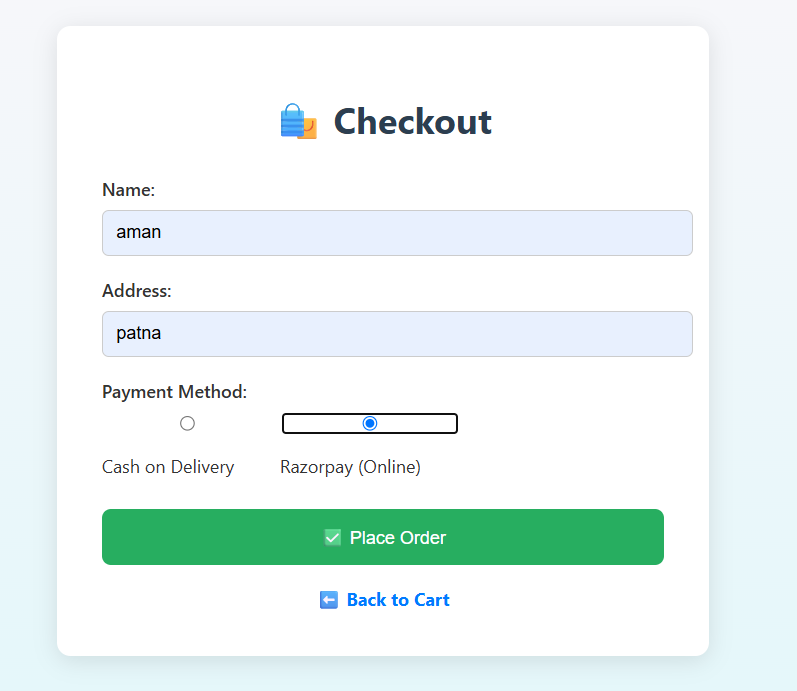 🛍️ Checkout
Name:
aman
Address:
patna
Payment Method:
Cash on Delivery Razorpay (Online)
✅ Place Order
⬅️ Back to Cart